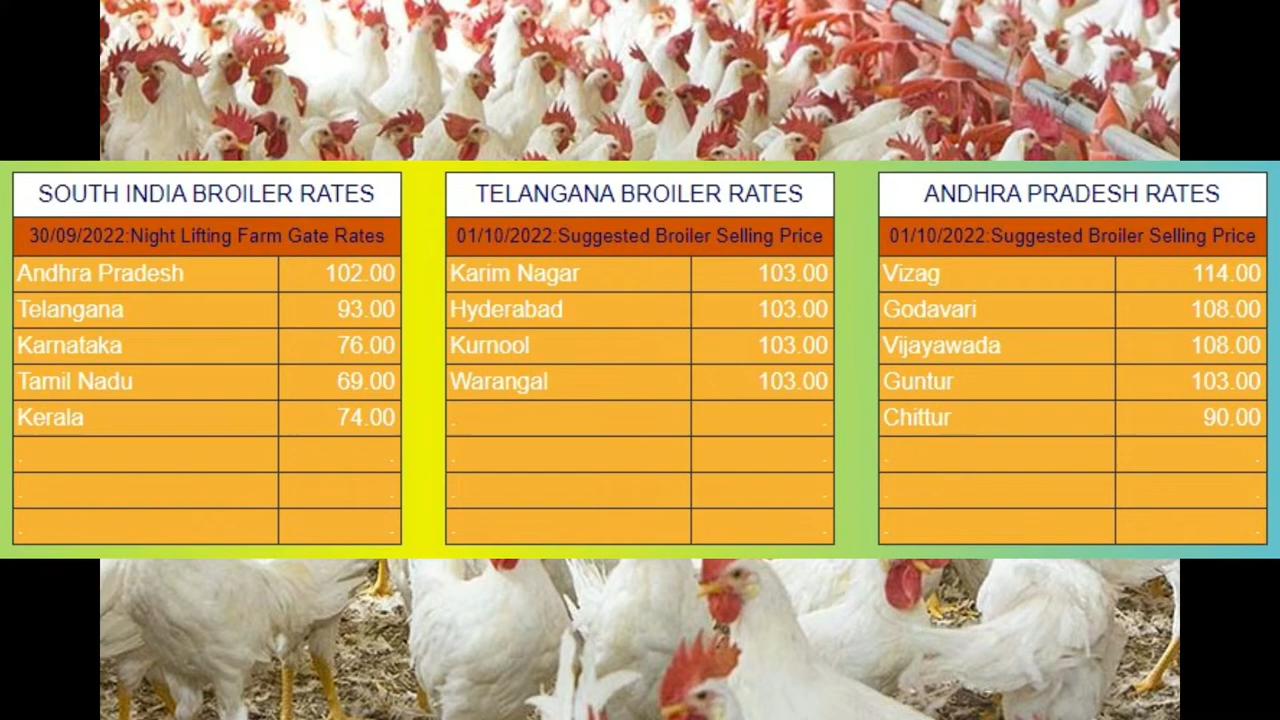 SOUTH INDIA BROILER RATES
30/09/2022:Night Lifting Farm Gate Rates
Andhra Pradesh 102.00
Telangana 93.00
Karnataka 76.00
Tamil Nadu 69.00
Kerala 74.00
. .
. .
. .
TELANGANA BROILER RATES
01/10/2022:Suggested Broiler Selling Price
Karim Nagar 103.00
Hyderabad 103.00
Kurnool 103.00
Warangal 103.00
. .
. .
. .
. .
ANDHRA PRADESH RATES
01/10/2022:Suggested Broiler Selling Price
Vizag 114.00
Godavari 108.00
Vijayawada 108.00
Guntur 103.00
Chittur 90.00
. .
. .
. .